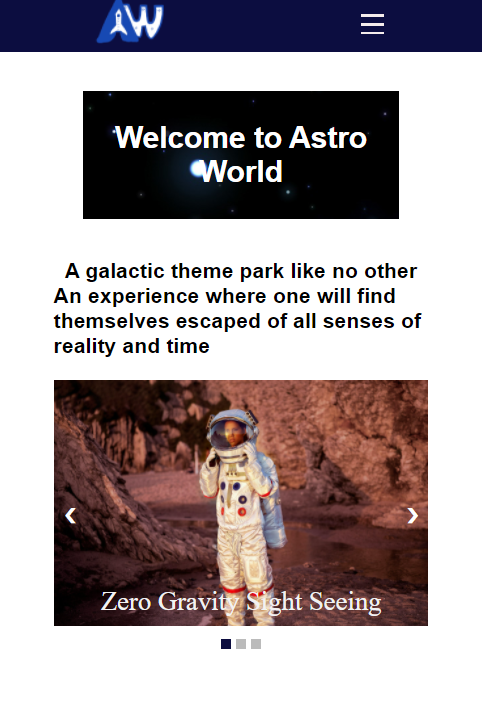 AW
Welcome to Astro
World
A galactic theme park like no other
An experience where one will find
themselves escaped of all senses of
reality and time
Zero Gravity Sight Seeing